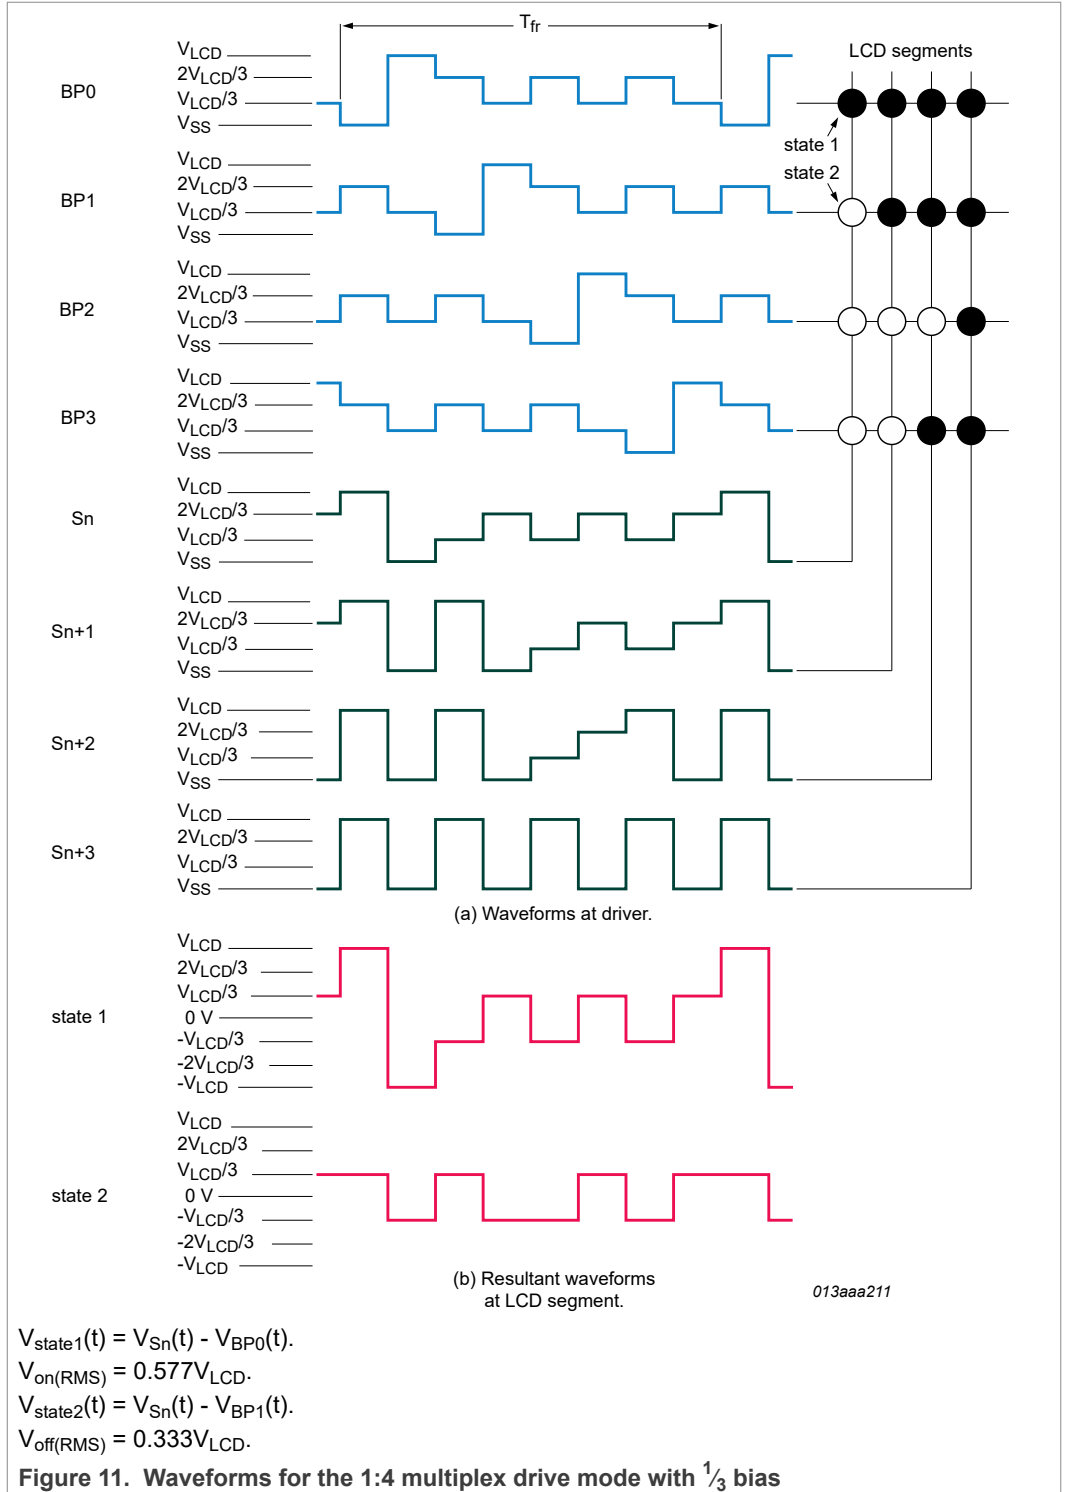 Tfr
VLCD
2VLCD/3
VLCD/3
VSS
BP0
LCD segments
state 1
state 2
VLCD
2VLCD/3
VLCD/3
VSS
BP1
VLCD
2VLCD/3
VLCD/3
VSS
BP2
VLCD
2VLCD/3
VLCD/3
VSS
BP3
VLCD
2VLCD/3
VLCD/3
VSS
Sn
VLCD
2VLCD/3
VLCD/3
VSS
Sn+1
VLCD
2VLCD/3
VLCD/3
VSS
Sn+2
VLCD
2VLCD/3
VLCD/3
VSS
Sn+3
(a) Waveforms at driver.
VLCD
2VLCD/3
VLCD/3
0 V
-VLCD/3
-2VLCD/3
-VLCD
state 1
VLCD
2VLCD/3
VLCD/3
0 V
-VLCD/3
-2VLCD/3
-VLCD
state 2
(b) Resultant waveforms
at LCD segment.
013aaa211
Vstate1(t) = VSn(t) - VBP0(t).
Von(RMS) = 0.577VLCD.
Vstate2(t) = VSn(t) - VBP1(t).
Voff(RMS) = 0.333VLCD.
Figure 11. Waveforms for the 1:4 multiplex drive mode with 1/3 bias